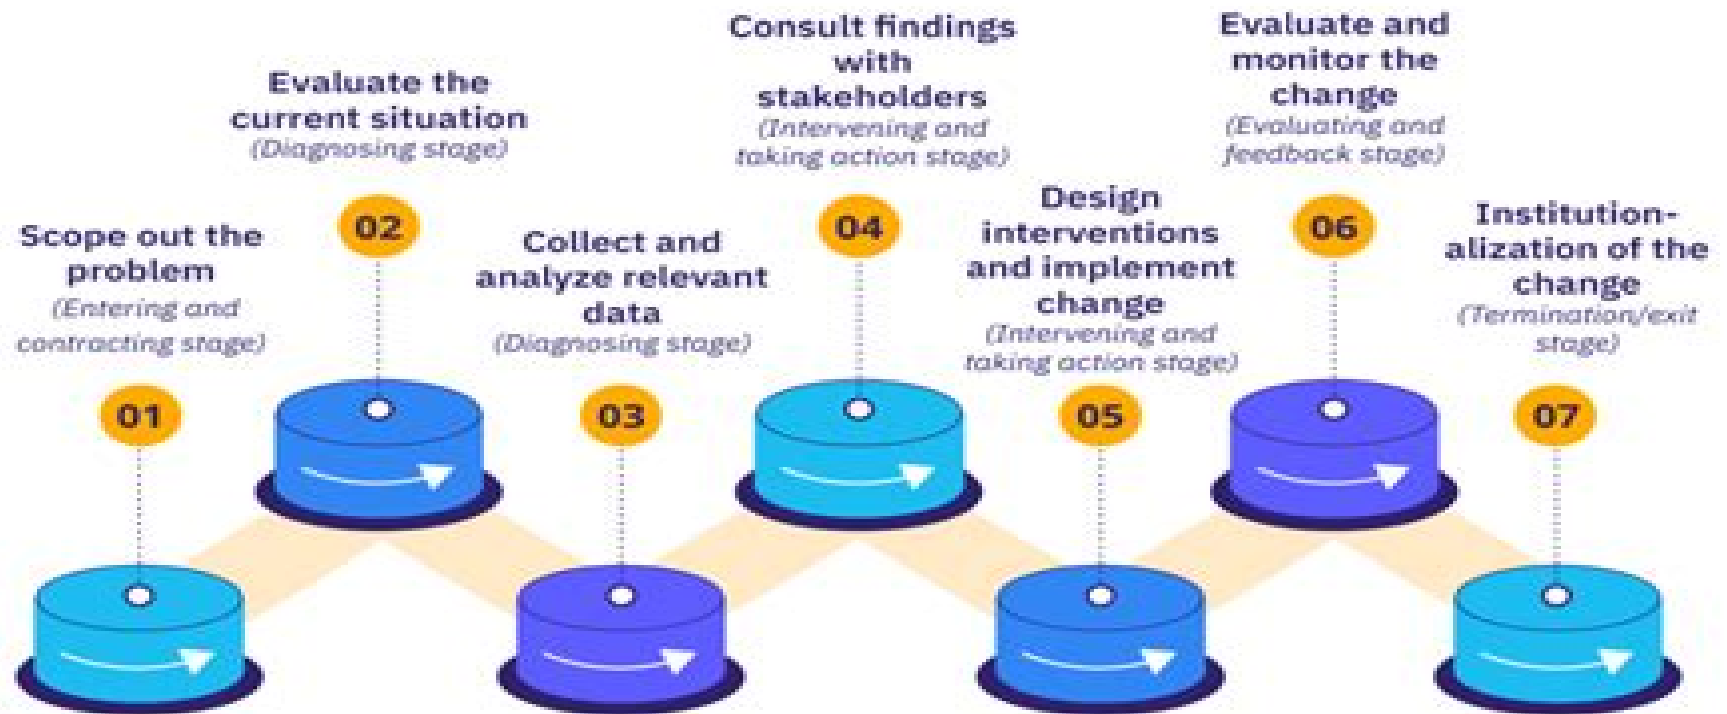 Scope out the
problem
(Entering and
contracting stage)
01
Evaluate the
current situation
(Diagnosing stage)
02
Collect and
analyze relevant
data
(Diagnosing stage)
03
Consult findings
with
stakeholders
(Intervening and
taking action stage)
04
Design
interventions
and implement
change
(Intervening and
taking action stage)
05
Evaluate and
monitor the
change
(Evaluating and
feedback stage)
06
Institution-
alization of the
change
(Termination/exit
stage)
07